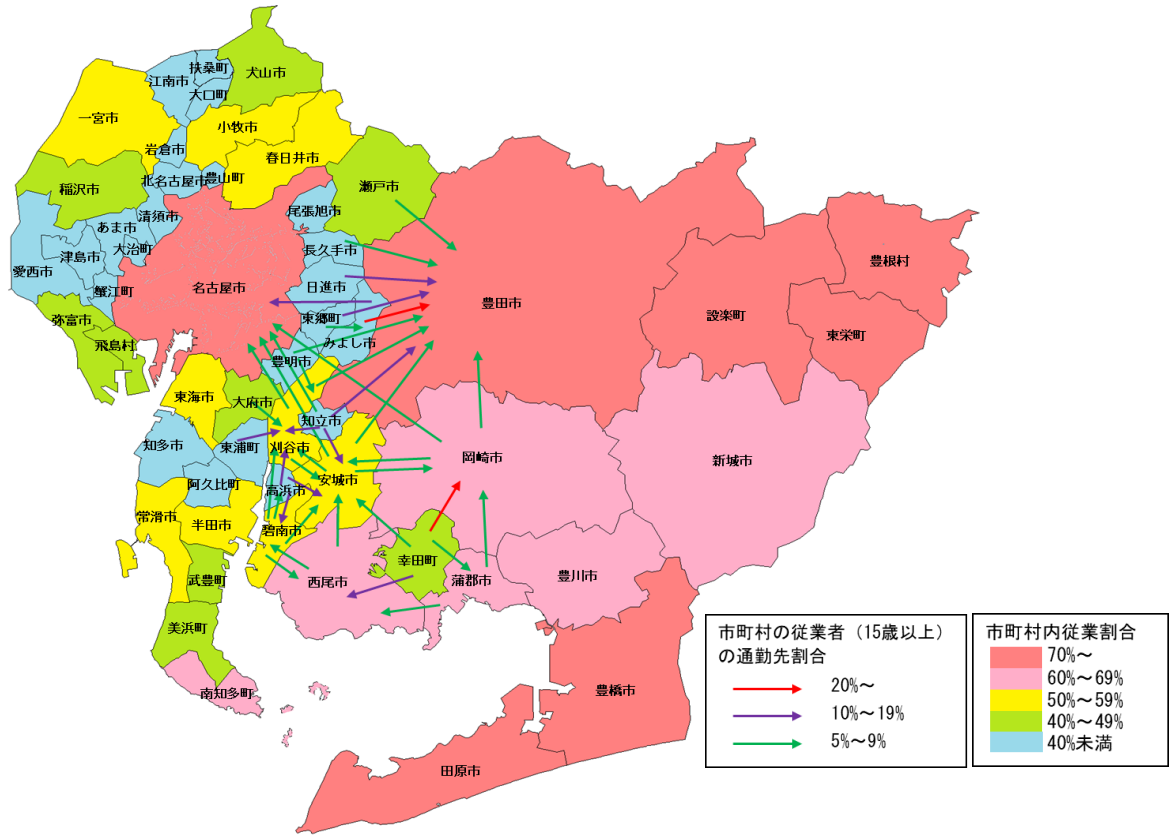 犬山市
扶桑町
江南市
大口町
一宮市
小牧市
岩倉市
春日井市
北名古屋市
豊山町
瀬戸市
稲沢市
尾張旭市
清須市
あま市
長久手市
大治町
津島市
愛西市
日進市
名古屋市
蟹江町
豊田市
豊根村
設楽町
東栄町
弥富市
東郷町
飛島村
みよし市
豊明市
東海市
大府市
知立市
知多市
東浦町
刈谷市
岡崎市
新城市
安城市
阿久比町
高浜市
常滑市
半田市
碧南市
幸田町
武豊町
西尾市
蒲郡市
豊川市
美浜町
南知多町
豊橋市
田原市
市町村の従業者（15歳以上）
の通勤先割合
20%～
10%～19%
5%～9%
市町村内従業割合
70%～
60%～69%
50%～59%
40%～49%
40%未満